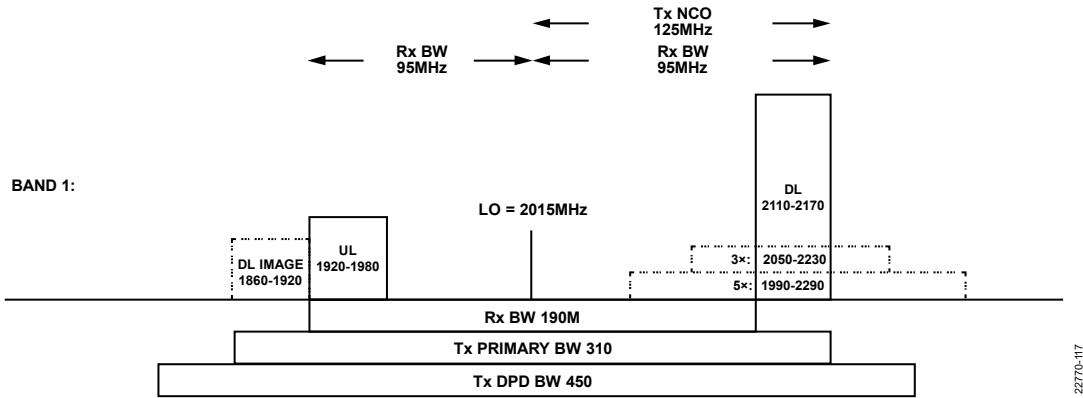 Tx NCO
125MHz
Rx BW
95MHz
Rx BW
95MHz
BAND 1:
LO = 2015MHz
DL
2110-2170
UL
1920-1980
DL IMAGE
1860-1920
3×: 2050-2230
5×: 1990-2290
Rx BW 190M
Tx PRIMARY BW 310
Tx DPD BW 450
22770-117